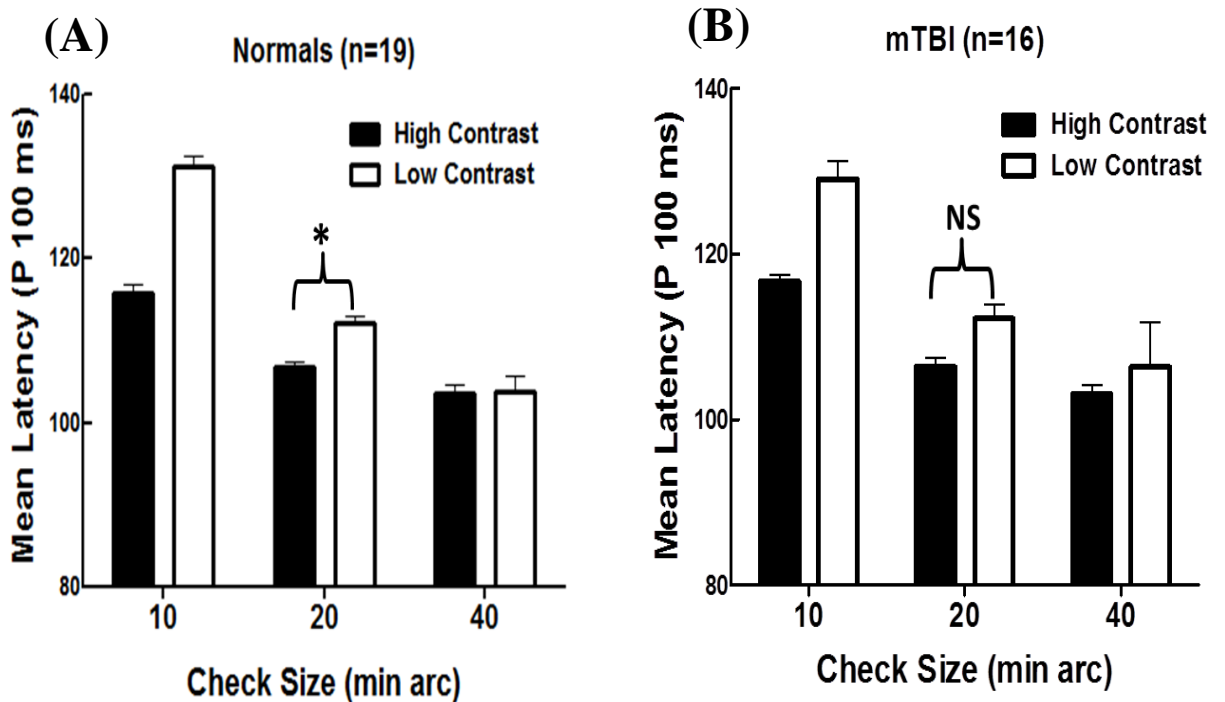 (A)
Normals (n=19)
Mean Latency (P 100 ms)
140
120
100
80
High Contrast
Low Contrast
*
10 20 40
Check Size (min arc)
(B)
mTBI (n=16)
Mean Latency (P 100 ms)
140
120
100
80
High Contrast
Low Contrast
NS
10 20 40
Check Size (min arc)